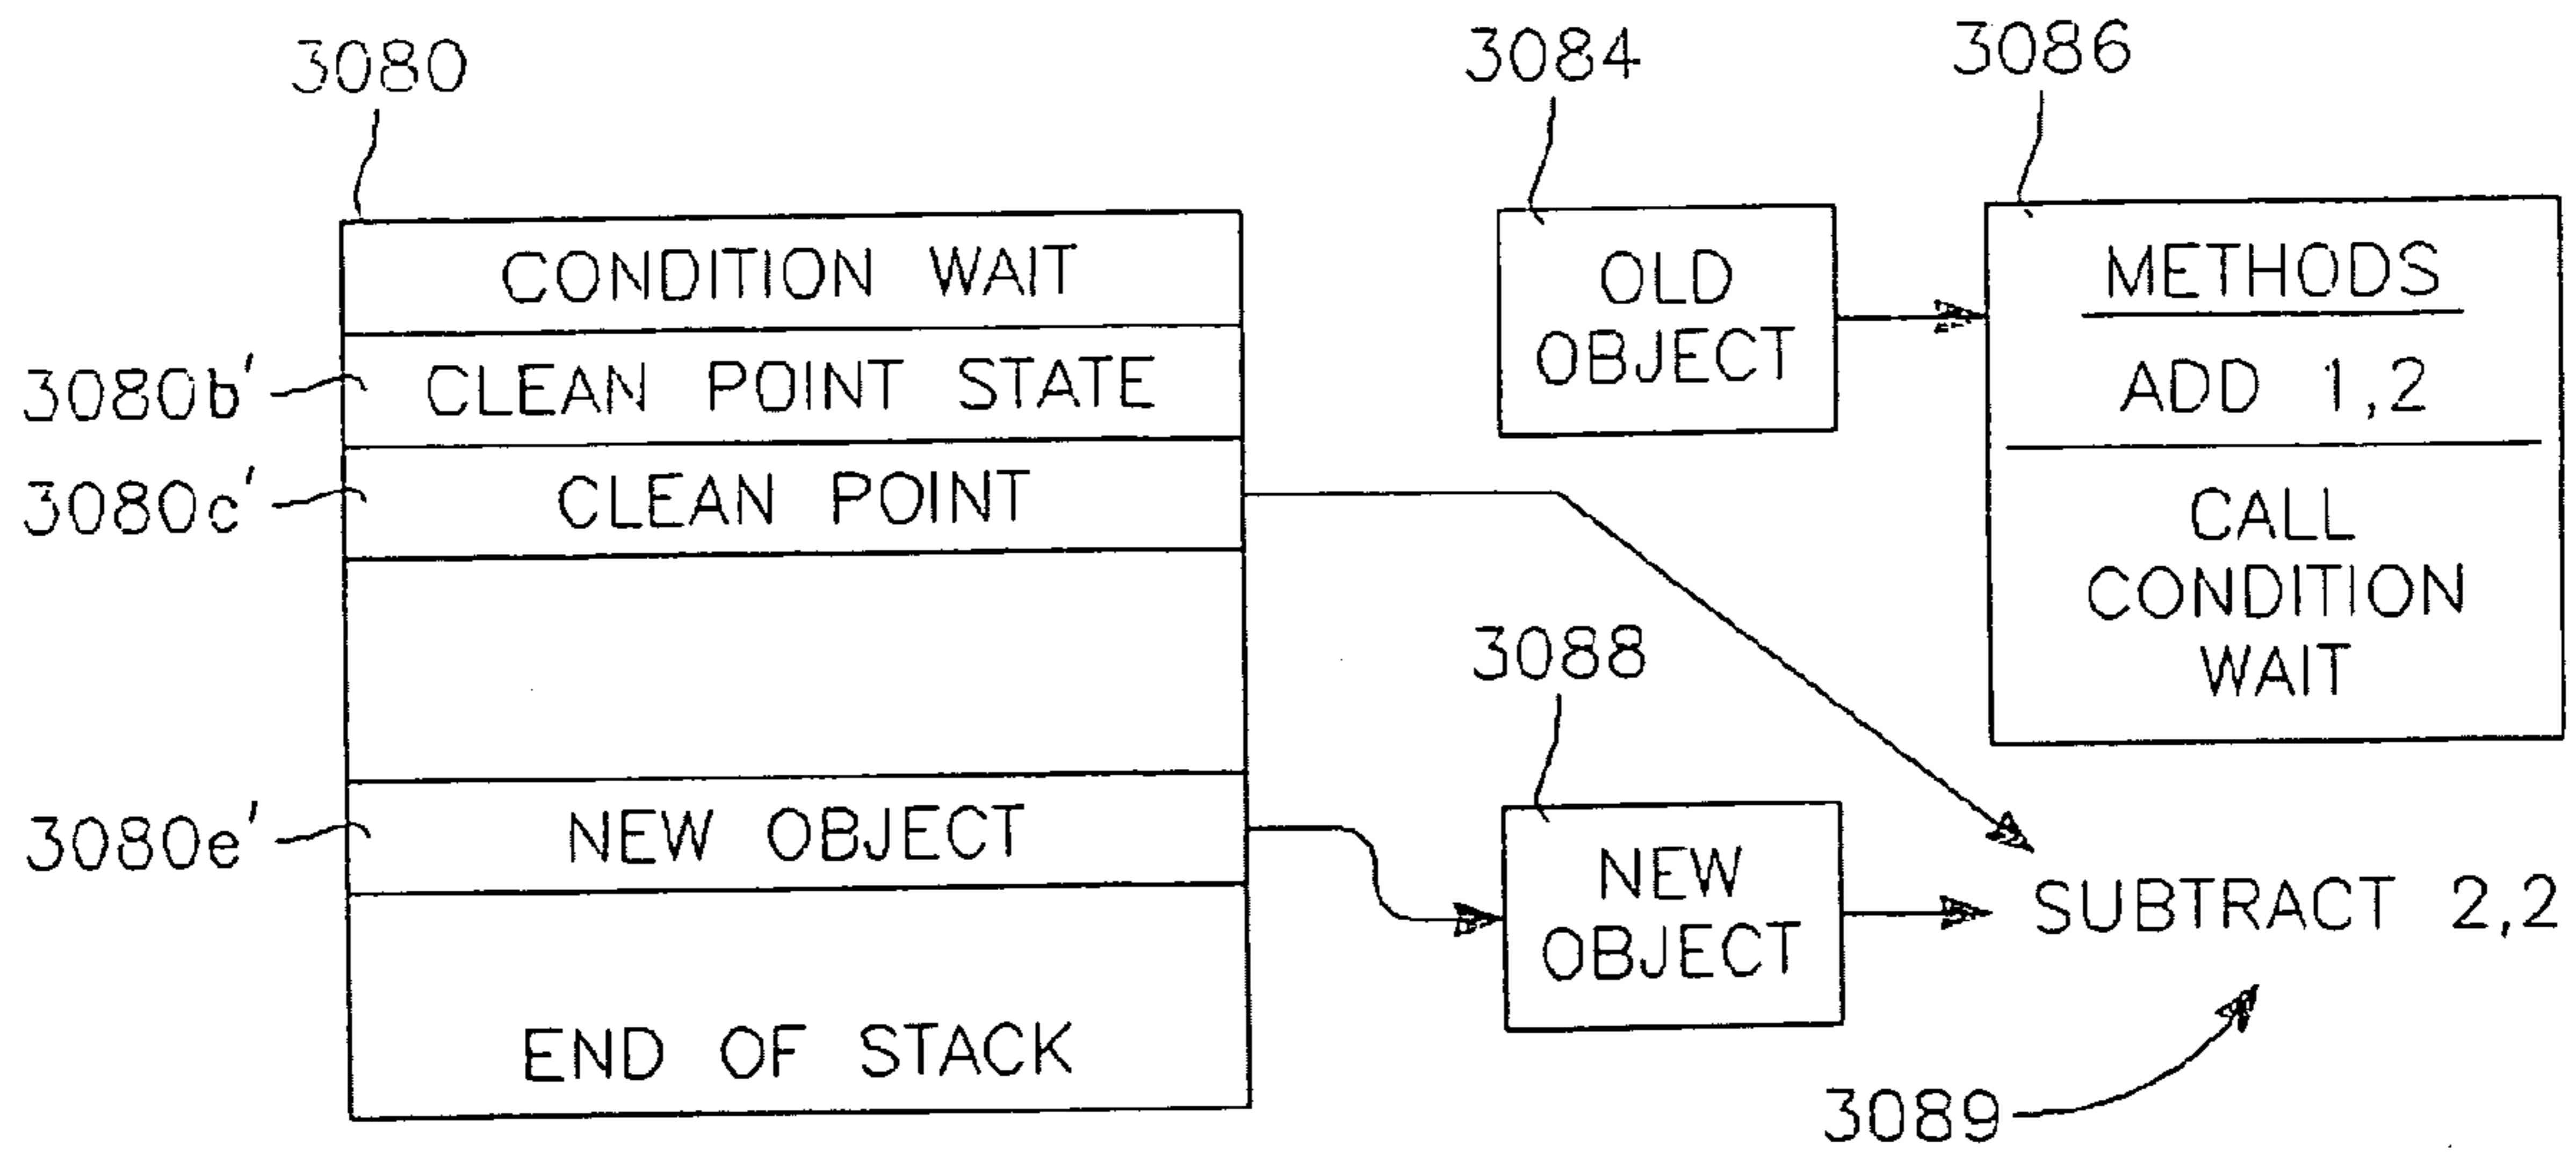 3080
3084
3086
CONDITION WAIT
3080b'
CLEAN POINT STATE
3080c'
CLEAN POINT
3080e'
NEW OBJECT
END OF STACK
OLD
OBJECT
METHODS
ADD 1,2
CALL
CONDITION
WAIT
3088
NEW
OBJECT
SUBTRACT 2,2
3089